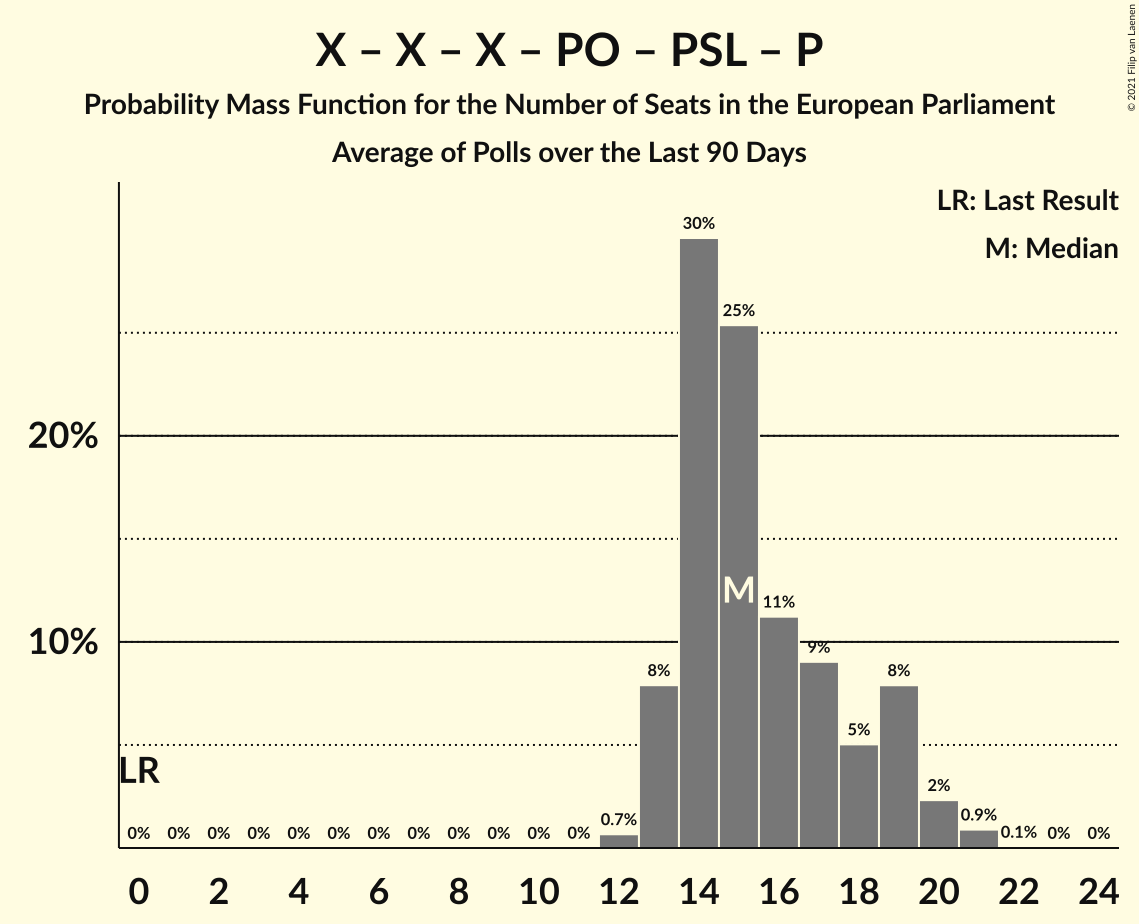 X – X – X – PO – PSL – P
Probability Mass Function for the Number of Seats in the European Parliament
Average of Polls over the Last 90 Days
© 2021 Filip van Laenen
LR: Last Result
M: Median
30%
25%
20%
M
11%
10%
9%
8%
8%
5%
LR
2%
0% 0% 0% 0% 0% 0% 0% 0% 0% 0% 0% 0% 0.7% 0.9% 0.1% 0% 0%
0 2 4 6 8 10 12 14 16 18 20 22 24